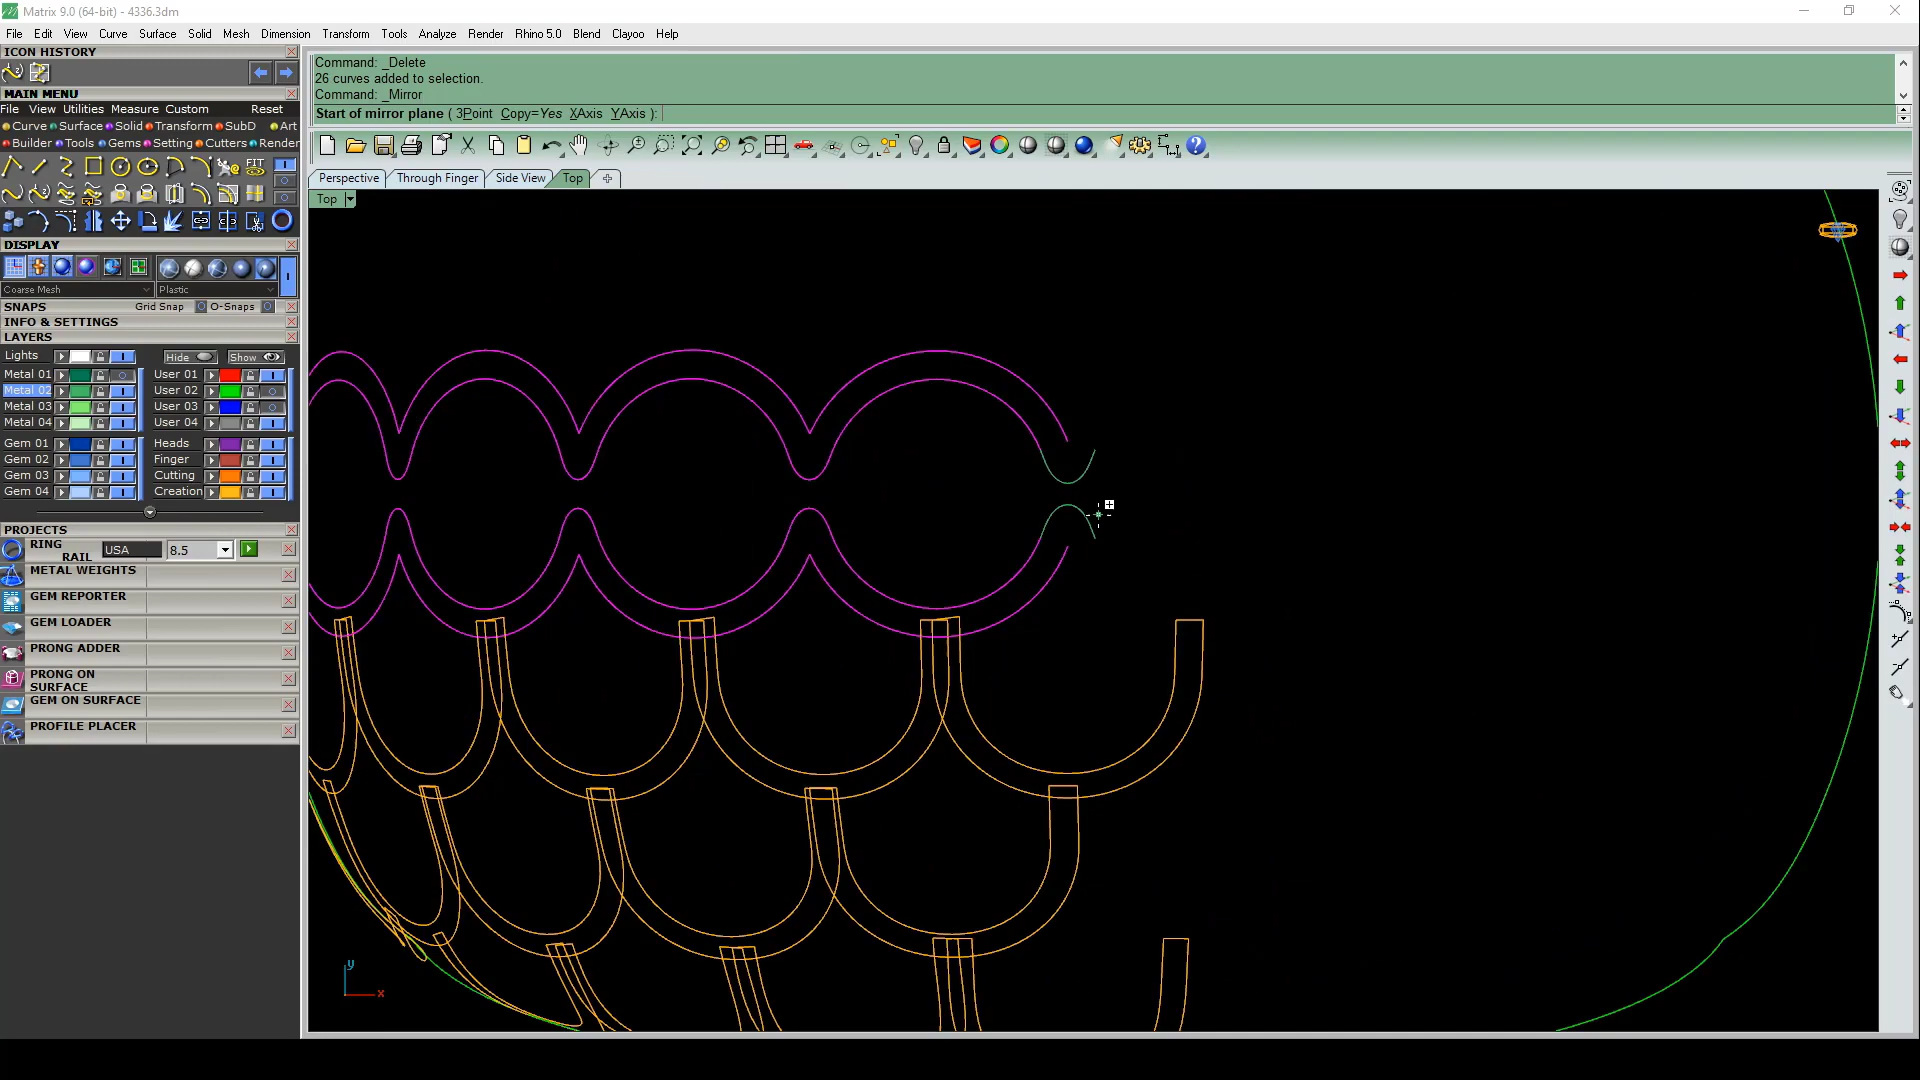 Matrix 9.0 (64-bit) - 4336.3dm
File Edit View Curve Surface Solid Mesh Dimension Transform Tools Analyze Render Rhino 5.0 Blend Clayoo Help
ICON HISTORY
MAIN MENU
File View Utilities Measure Custom Reset
Curve Surface Solid Transform SubD Art
Builder Tools Gems Setting Cutters Render
FIT
DISPLAY
Coarse Mesh Plastic
SNAPS Grid Snap O-Snaps
INFO & SETTINGS
LAYERS
Lights Hide Show
Metal 01 User 01
Metal 02 User 02
Metal 03 User 03
Metal 04 User 04
Gem 01 Heads
Gem 02 Finger
Gem 03 Cutting
Gem 04 Creation
PROJECTS
RING RAIL USA 8.5
METAL WEIGHTS
GEM REPORTER
GEM LOADER
PRONG ADDER
PRONG ON SURFACE
GEM ON SURFACE
PROFILE PLACER
Command: _Delete
26 curves added to selection.
Command: _Mirror
Start of mirror plane ( 3Point Copy=Yes XAxis YAxis ):
Perspective Through Finger Side View Top
Top
y
x